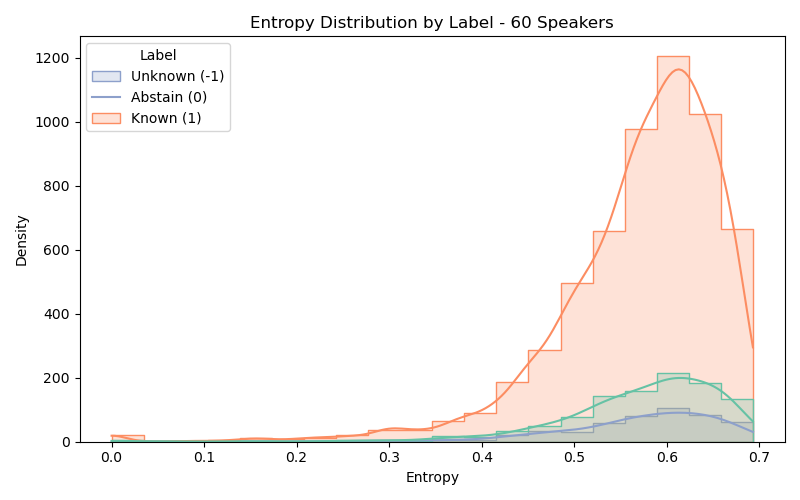 Entropy Distribution by Label - 60 Speakers
Label
Unknown (-1)
Abstain (0)
Known (1)
Density
1200
1000
800
600
400
200
0
0.0 0.1 0.2 0.3 0.4 0.5 0.6 0.7
Entropy